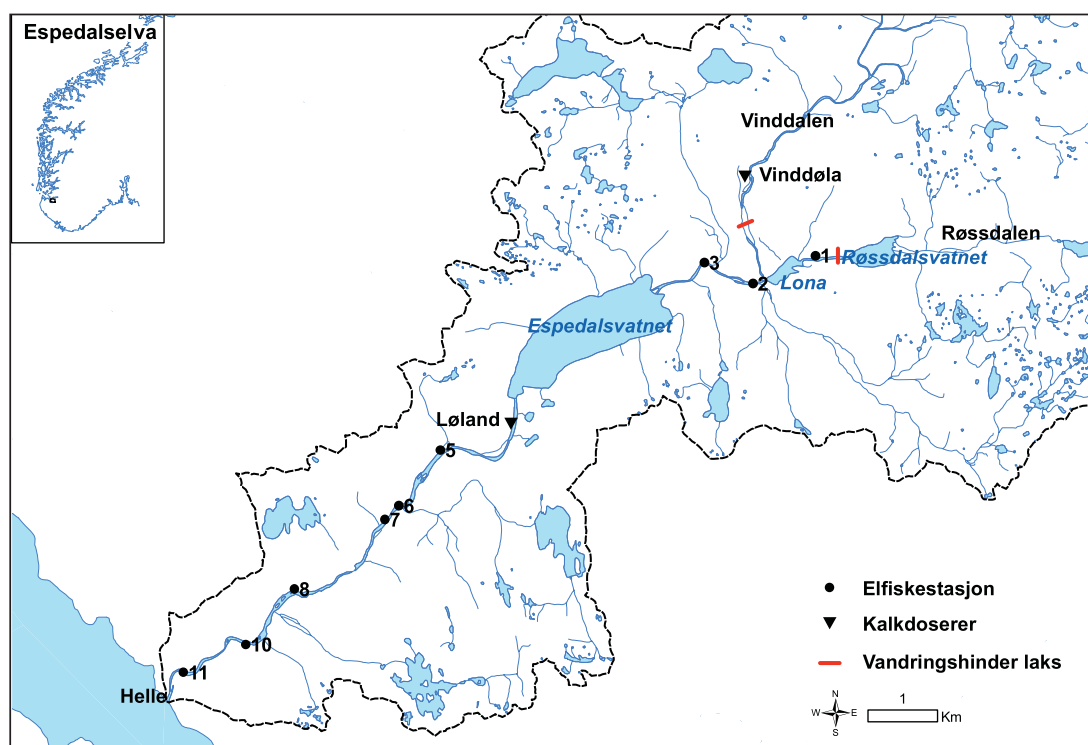 Espedalselva
Vinddalen
Vinddøla
Røssdalen
1
Røssdalsvatnet
3
2
Lona
Espedalsvatnet
Løland
5
6
7
8
10
11
Helle
Elfiskestasjon
Kalkdoserer
Vandringshinder laks
N
W
E
S
1
Km